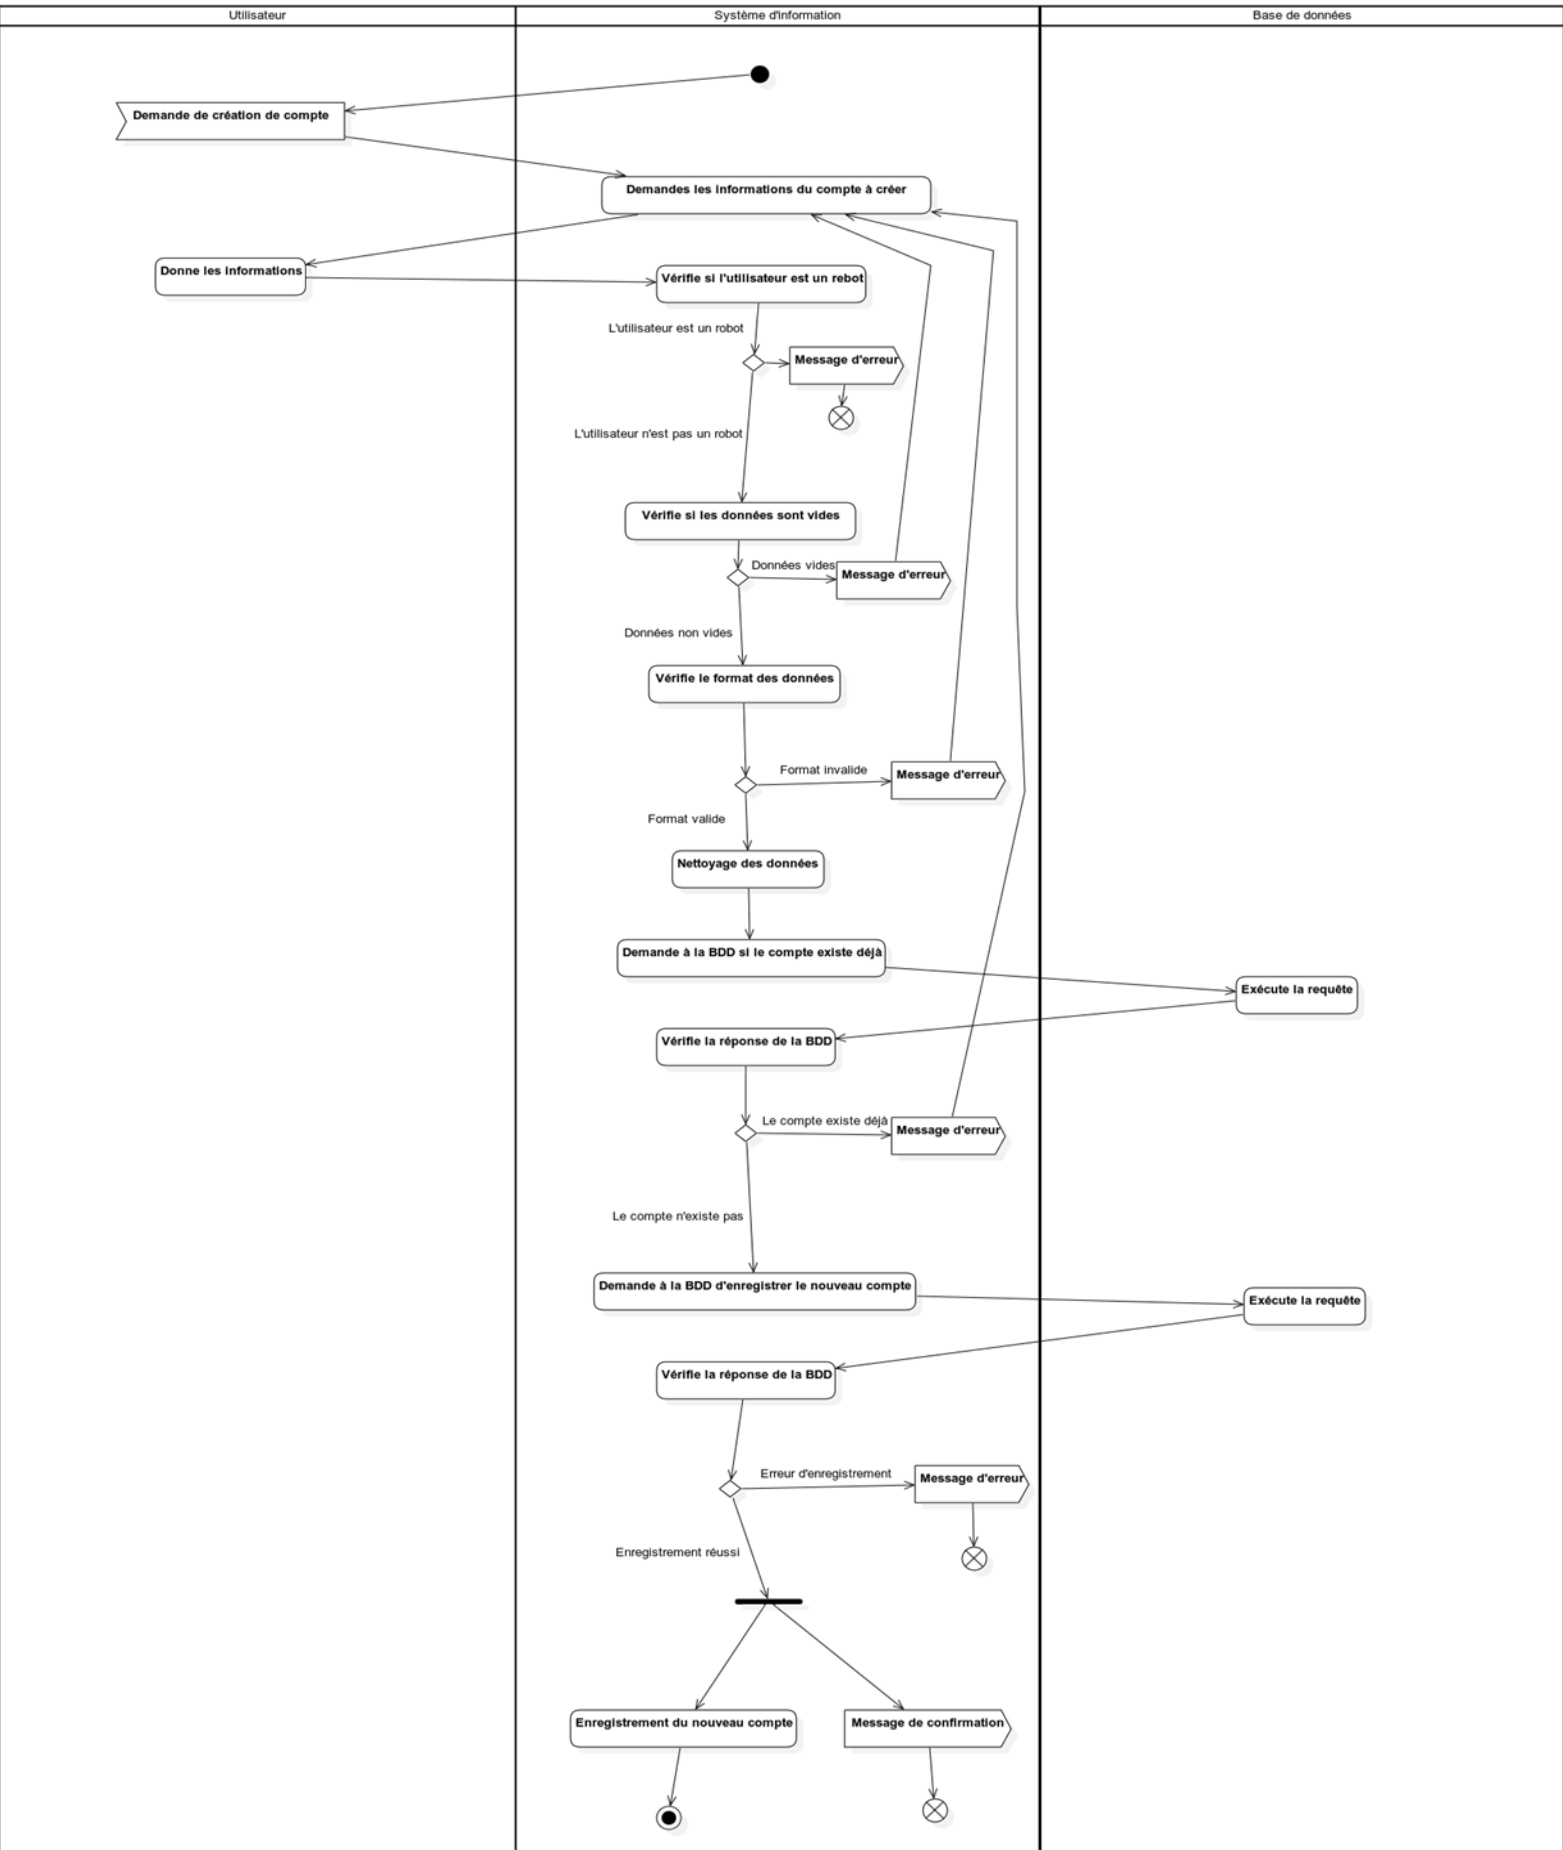 Utilisateur
Système d'information
Base de données
Demande de création de compte
Demandes les informations du compte à créer
Donne les informations
Vérifie si l'utilisateur est un rebot
L'utilisateur est un robot
Message d'erreur
L'utilisateur n'est pas un robot
Vérifie si les données sont vides
Données vides
Message d'erreur
Données non vides
Vérifie le format des données
Format invalide
Message d'erreur
Format valide
Nettoyage des données
Demande à la BDD si le compte existe déjà
Exécute la requête
Vérifie la réponse de la BDD
Le compte existe déjà
Message d'erreur
Le compte n'existe pas
Demande à la BDD d'enregistrer le nouveau compte
Exécute la requête
Vérifie la réponse de la BDD
Erreur d'enregistrement
Message d'erreur
Enregistrement réussi
Enregistrement du nouveau compte
Message de confirmation